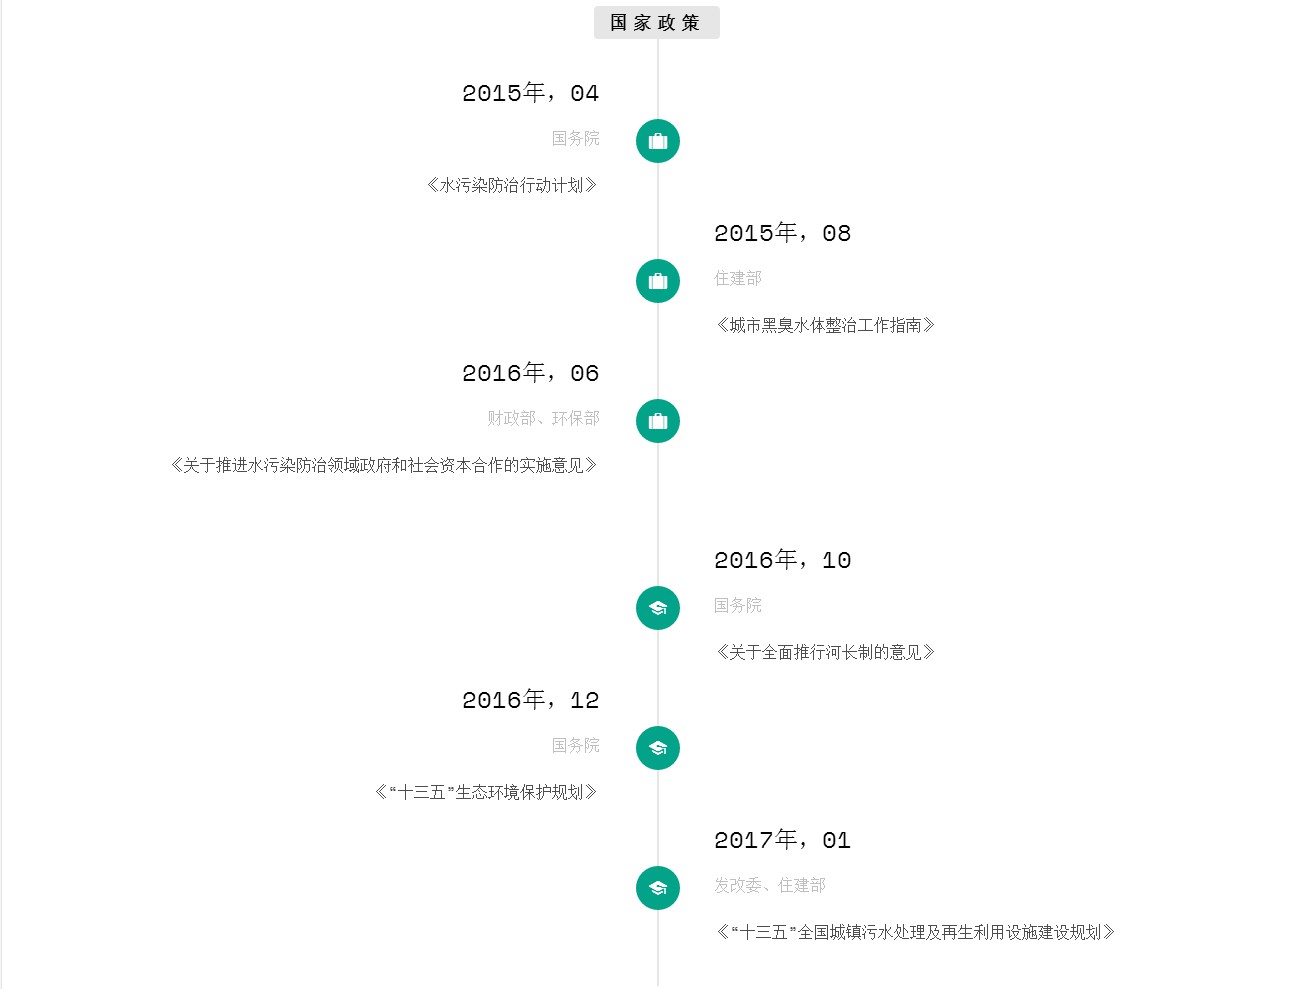 国家政策
2015年，04
国务院
《水污染防治行动计划》
2015年，08
住建部
《城市黑臭水体整治工作指南》
2016年，06
财政部、环保部
《关于推进水污染防治领域政府和社会资本合作的实施意见》
2016年，10
国务院
《关于全面推行河长制的意见》
2016年，12
国务院
《“十三五”生态环境保护规划》
2017年，01
发改委、住建部
《“十三五”全国城镇污水处理及再生利用设施建设规划》